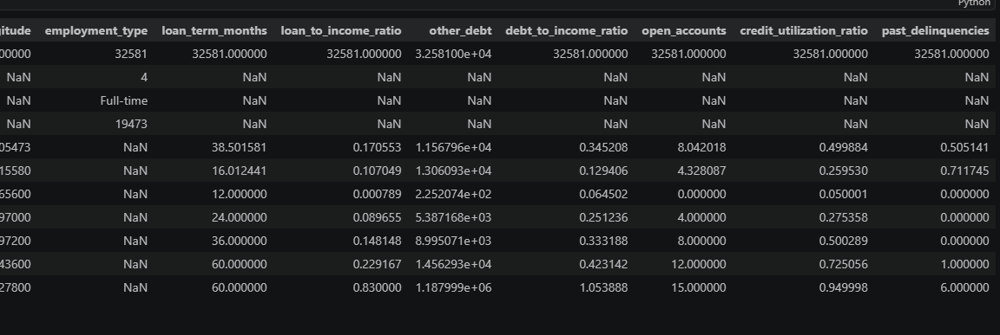 Python
gitude employment_type loan_term_months loan_to_income_ratio other_debt debt_to_income_ratio open_accounts credit_utilization_ratio past_delinquencies
00000 32581 32581.000000 32581.000000 3.258100e+04 32581.000000 32581.000000 32581.000000 32581.000000
NaN 4 NaN NaN NaN NaN NaN NaN NaN
NaN Full-time NaN NaN NaN NaN NaN NaN NaN
NaN 19473 NaN NaN NaN NaN NaN NaN NaN
05473 NaN 38.501581 0.170553 1.156796e+04 0.345208 8.042018 0.499884 0.505141
15580 NaN 16.012441 0.107049 1.306093e+04 0.129406 4.328087 0.259530 0.711745
65600 NaN 12.000000 0.000789 2.252074e+02 0.064502 0.000000 0.050001 0.000000
97000 NaN 24.000000 0.089655 5.387168e+03 0.251236 4.000000 0.275358 0.000000
97200 NaN 36.000000 0.148148 8.995071e+03 0.333188 8.000000 0.500289 0.000000
43600 NaN 60.000000 0.229167 1.456293e+04 0.423142 12.000000 0.725056 1.000000
27800 NaN 60.000000 0.830000 1.187999e+06 1.053888 15.000000 0.949998 6.000000